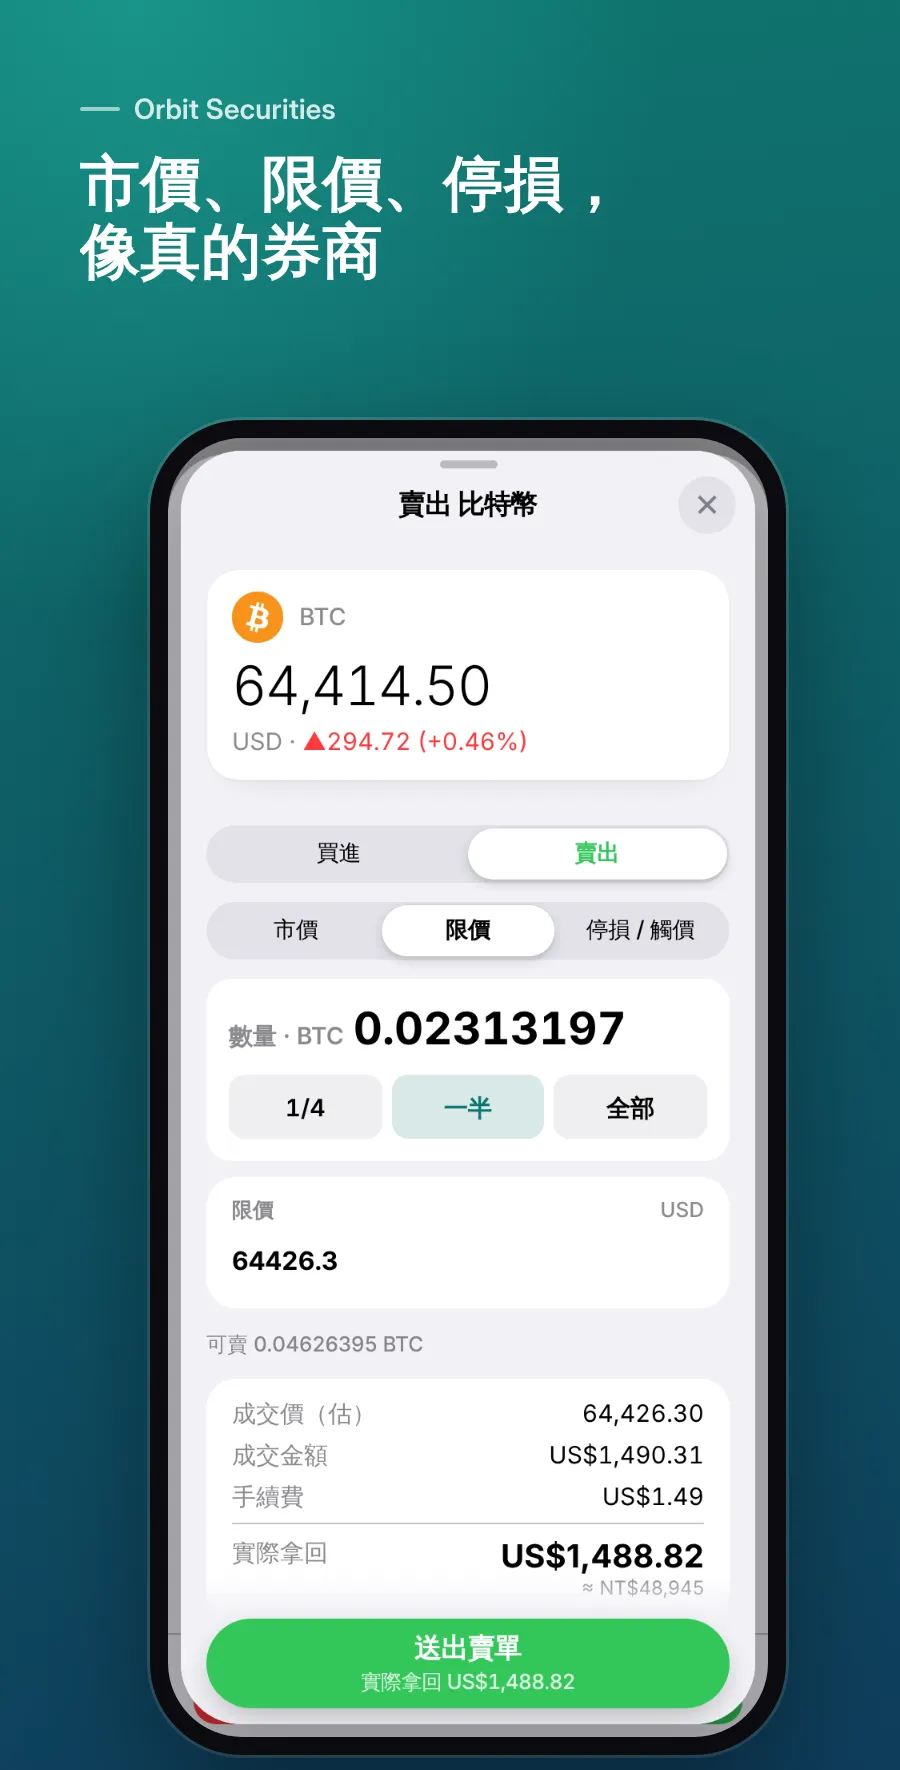 Orbit Securities
市價、限價、停損，
像真的券商
賣出 比特幣
BTC
64,414.50
USD · ▲294.72 (+0.46%)
買進 賣出
市價 限價 停損 / 觸價
數量 · BTC 0.02313197
1/4 一半 全部
限價 USD
64426.3
可賣 0.04626395 BTC
成交價（估） 64,426.30
成交金額 US$1,490.31
手續費 US$1.49
實際拿回 US$1,488.82
≈ NT$48,945
送出賣單
實際拿回 US$1,488.82